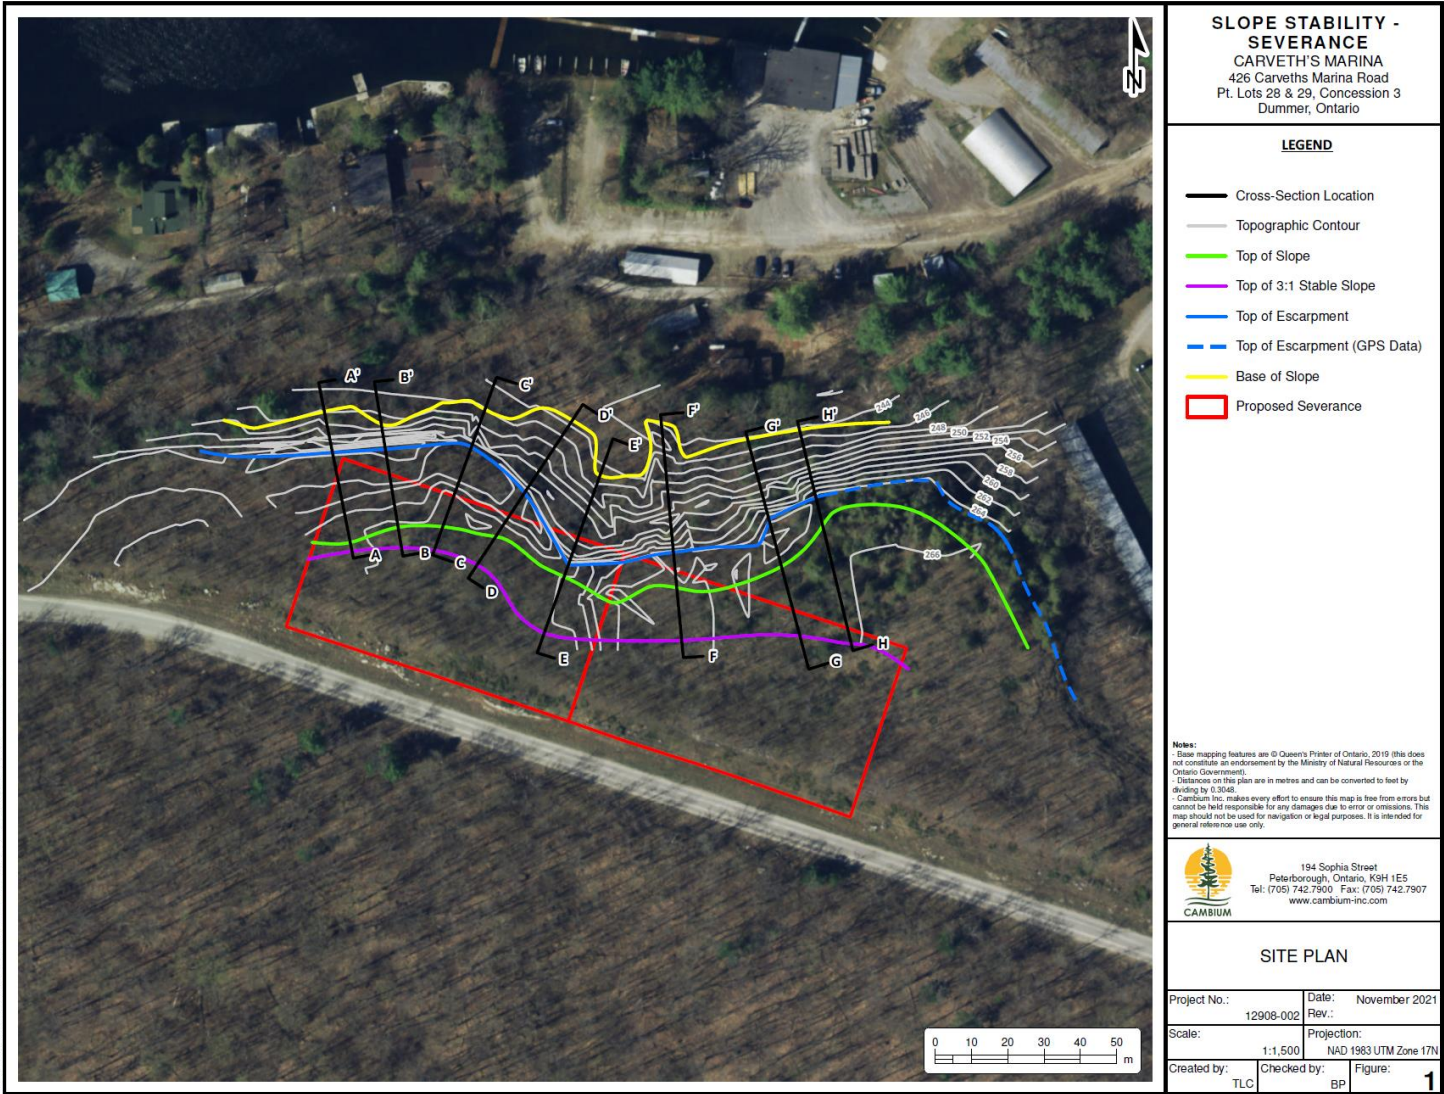 SLOPE STABILITY -
SEVERANCE
CARVETH'S MARINA
426 Carveths Marina Road
Pt. Lots 28 & 29, Concession 3
Dummer, Ontario
LEGEND
Cross-Section Location
Topographic Contour
Top of Slope
Top of 3:1 Stable Slope
Top of Escarpment
Top of Escarpment (GPS Data)
Base of Slope
Proposed Severance
N
A'
B'
C'
D'
E'
F'
G'
H'
244
246
248
250
252
254
256
258
260
262
264
266
A
B
C
D
E
F
G
H
0 10 20 30 40 50
m
Notes:
- Base mapping features are © Queen's Printer of Ontario, 2019 (this does
not constitute an endorsement by the Ministry of Natural Resources or the
Ontario Government).
- Distances on this plan are in metres and can be converted to feet by
dividing by 0.3048.
- Cambium Inc. makes every effort to ensure this map is free from errors but
cannot be held responsible for any damages due to error or omissions. This
map should not be used for navigation or legal purposes. It is intended for
general reference use only.
CAMBIUM
194 Sophia Street
Peterborough, Ontario, K9H 1E5
Tel: (705) 742.7900 Fax: (705) 742.7907
www.cambium-inc.com
SITE PLAN
Project No.:
12908-002
Date: November 2021
Rev.:
Scale:
1:1,500
Projection:
NAD 1983 UTM Zone 17N
Created by:
TLC
Checked by:
BP
Figure:
1